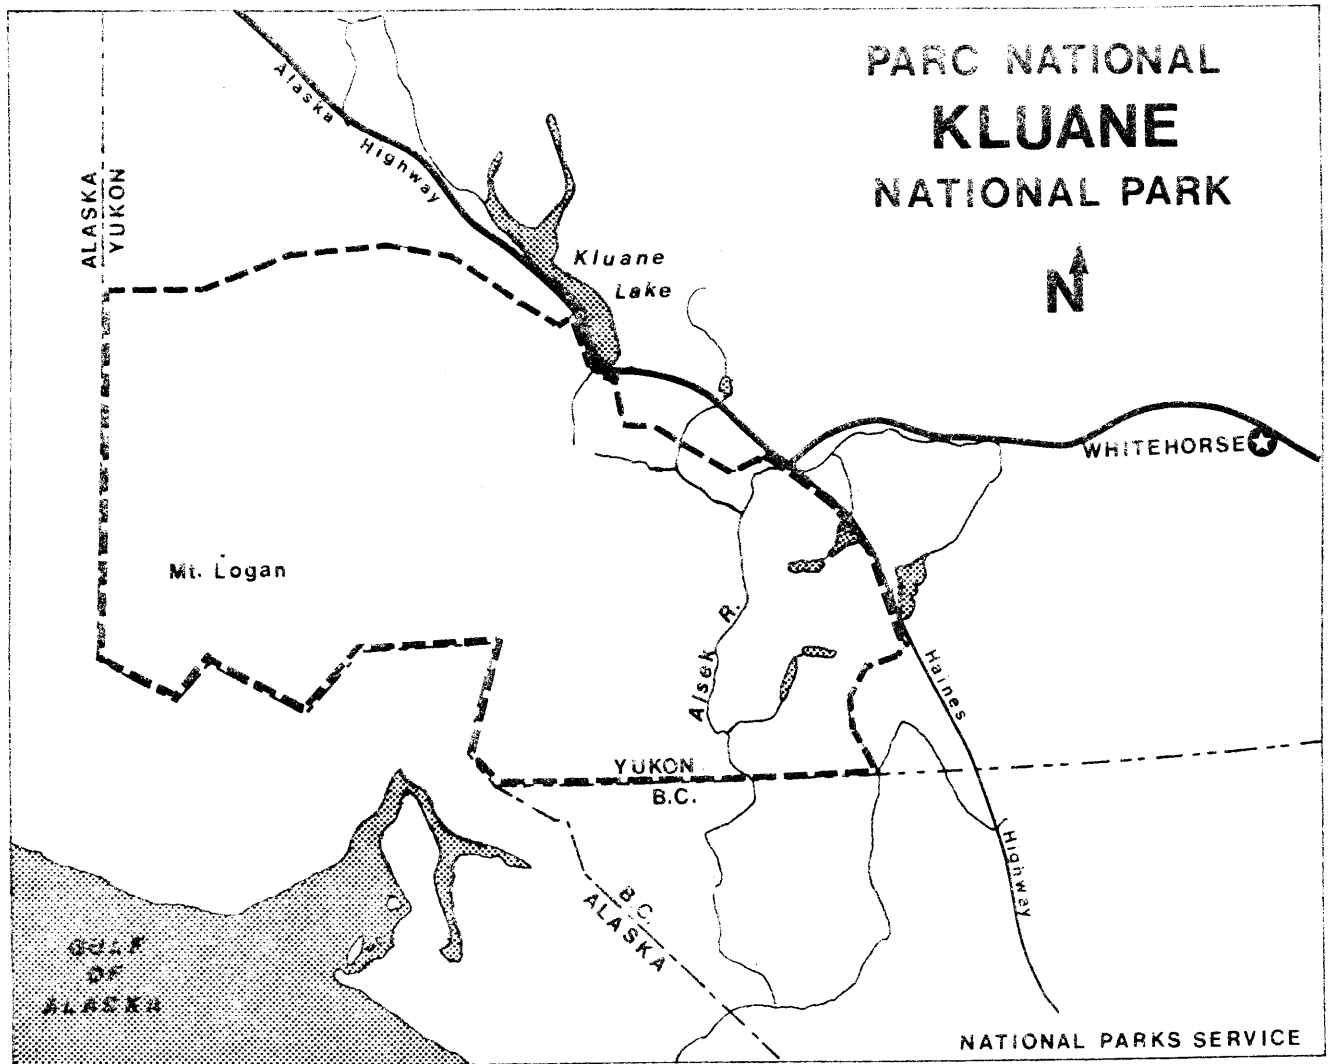 PARC NATIONAL
KLUANE
NATIONAL PARK
N
Alaska
Highway
ALASKA
YUKON
Kluane
Lake
WHITEHORSE
Mt. Logan
Alsek R.
Haines
Highway
YUKON
B.C.
B.C.
ALASKA
GULF
OF
ALASKA
NATIONAL PARKS SERVICE